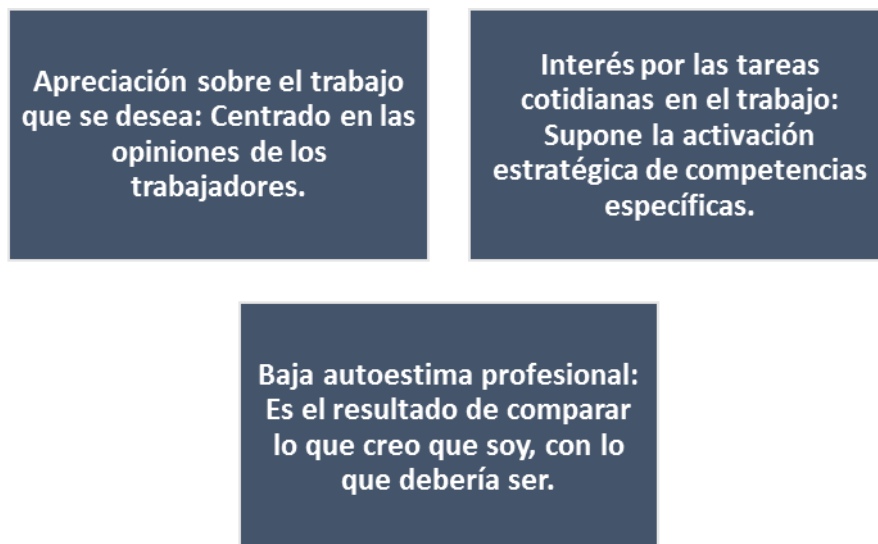 Apreciación sobre el trabajo
que se desea: Centrado en las
opiniones de los
trabajadores.
Interés por las tareas
cotidianas en el trabajo:
Supone la activación
estratégica de competencias
específicas.
Baja autoestima profesional:
Es el resultado de comparar
lo que creo que soy, con lo
que debería ser.